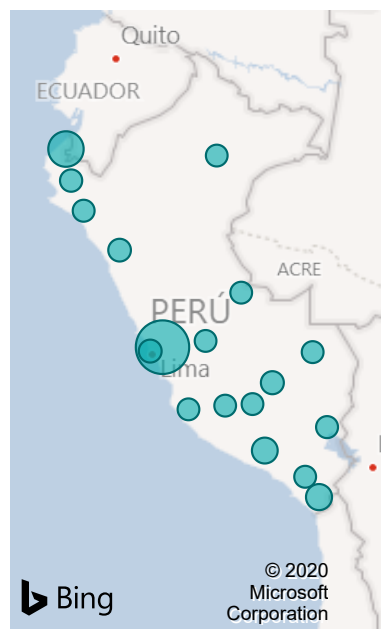 Quito
ECUADOR
ACRE
PERÚ
Lima
© 2020
Microsoft
Corporation
Bing